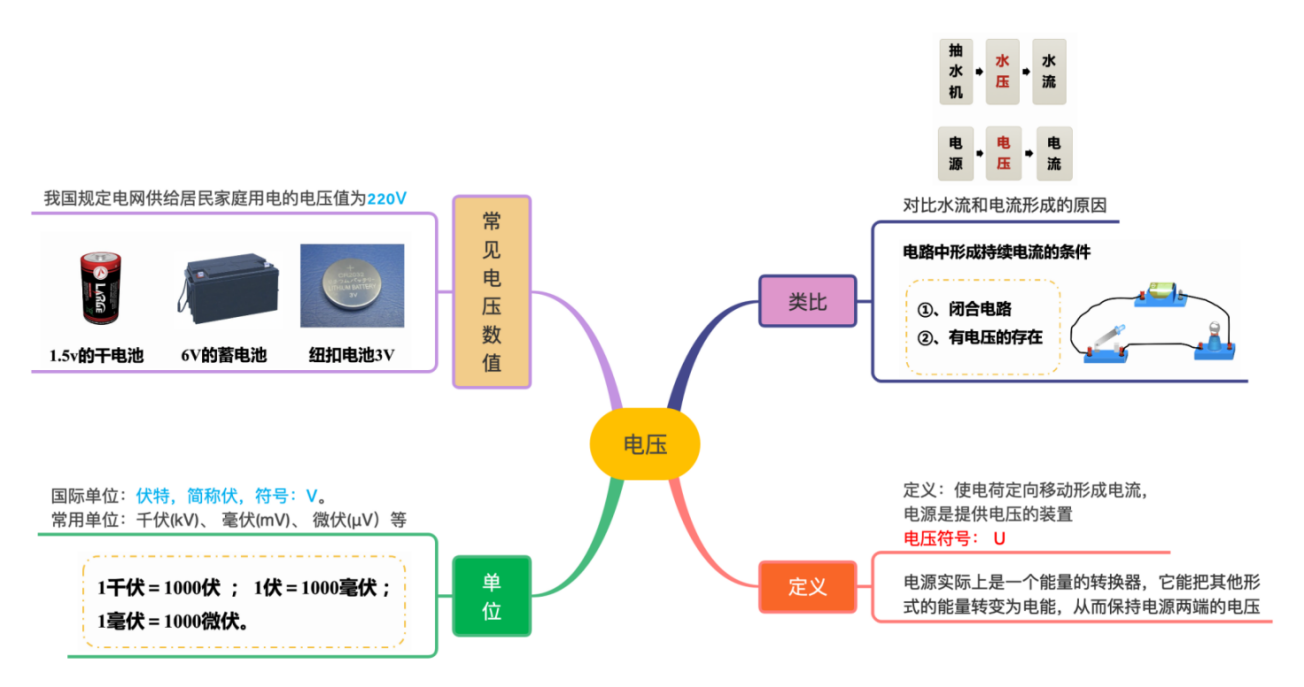 电压
类比
抽水机
水压
水流
电源
电压
电流
对比水流和电流形成的原因
电路中形成持续电流的条件
①、闭合电路
②、有电压的存在
定义
定义：使电荷定向移动形成电流，
电源是提供电压的装置
电压符号： U
电源实际上是一个能量的转换器，它能把其他形
式的能量转变为电能，从而保持电源两端的电压
常见电压数值
我国规定电网供给居民家庭用电的电压值为220V
1.5v的干电池
6V的蓄电池
纽扣电池3V
LITHIUM BATTERY
3V
单位
国际单位：伏特，简称伏，符号：V。
常用单位：千伏(kV)、 毫伏(mV)、 微伏(μV）等
1千伏＝1000伏 ； 1伏＝1000毫伏；
1毫伏＝1000微伏。